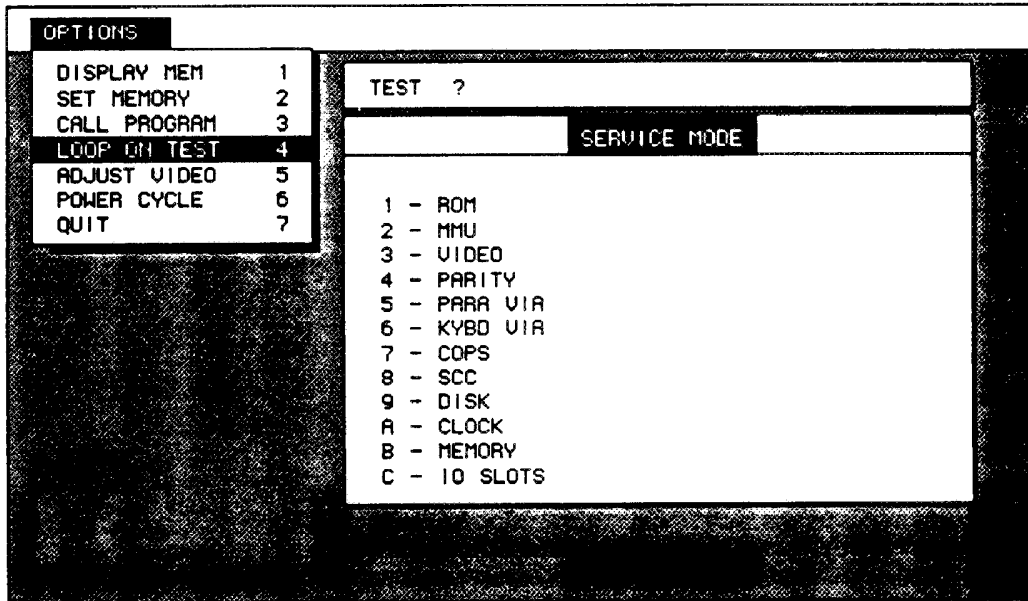 OPTIONS
DISPLAY MEM 1
SET MEMORY 2
CALL PROGRAM 3
LOOP ON TEST 4
ADJUST VIDEO 5
POWER CYCLE 6
QUIT 7
TEST ?
SERVICE MODE
1 - ROM
2 - MMU
3 - VIDEO
4 - PARITY
5 - PARA VIA
6 - KYBD VIA
7 - COPS
8 - SCC
9 - DISK
A - CLOCK
B - MEMORY
C - IO SLOTS